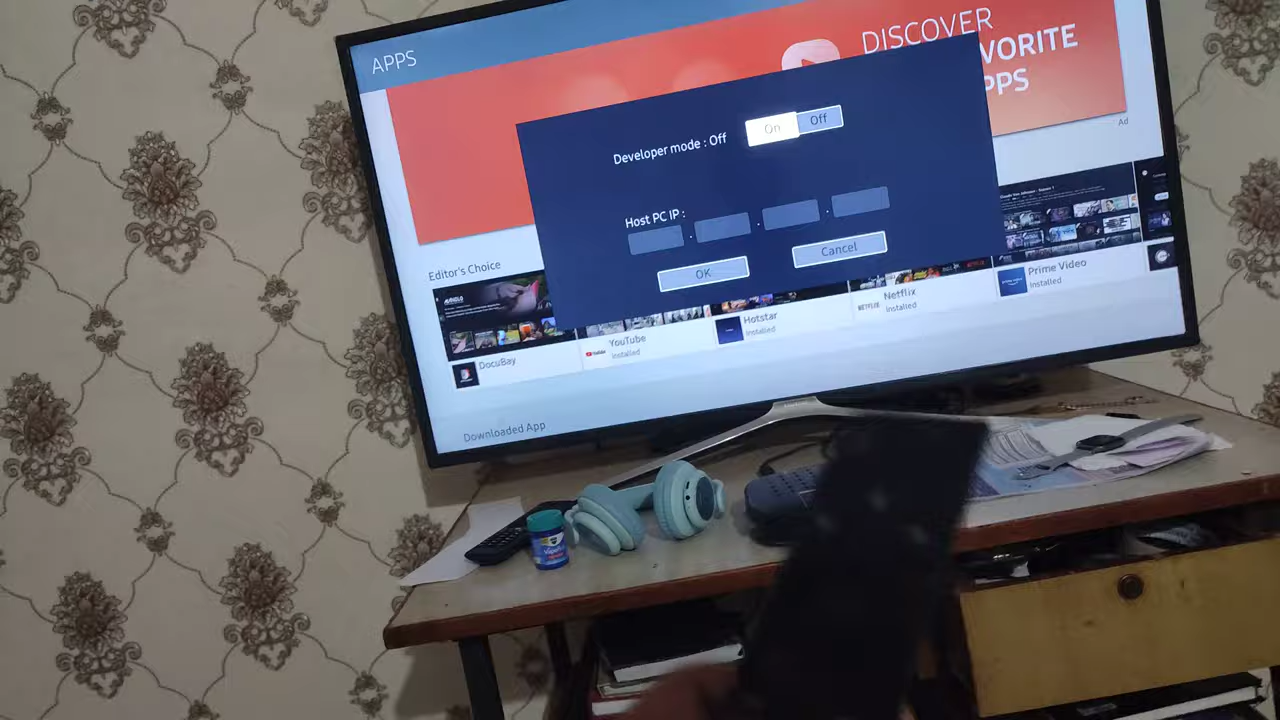 APPS
DISCOVER
VORITE
PPS
Ad
Developer mode : Off
On
Off
Host PC IP :
. . .
OK
Cancel
Editor's Choice
DocuBay
YouTube
Installed
Hotstar
Installed
NETFLIX
Netflix
Installed
Prime Video
Installed
Downloaded App